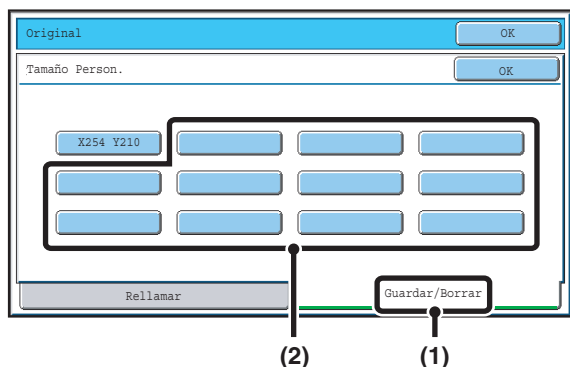 Original OK
Tamaño Person. OK
X254 Y210
Rellamar Guardar/Borrar
(2) (1)